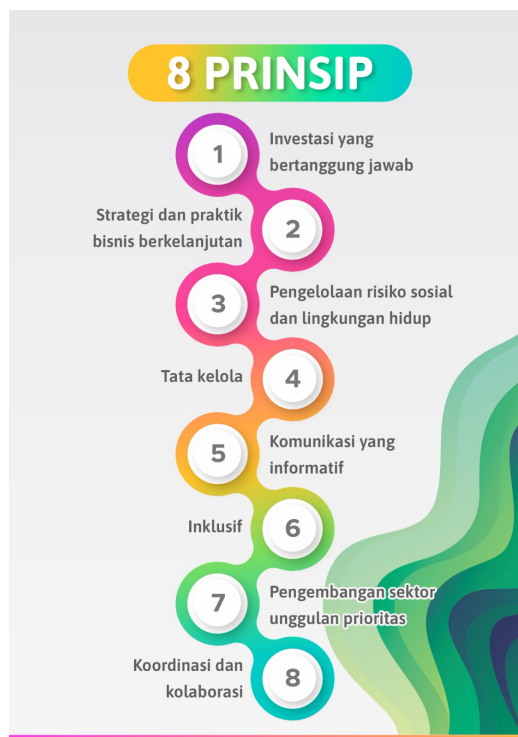 8 PRINSIP
1
Investasi yang
bertanggung jawab
Strategi dan praktik
bisnis berkelanjutan
2
3
Pengelolaan risiko sosial
dan lingkungan hidup
Tata kelola
4
5
Komunikasi yang
informatif
Inklusif
6
7
Pengembangan sektor
unggulan prioritas
Koordinasi dan
kolaborasi
8